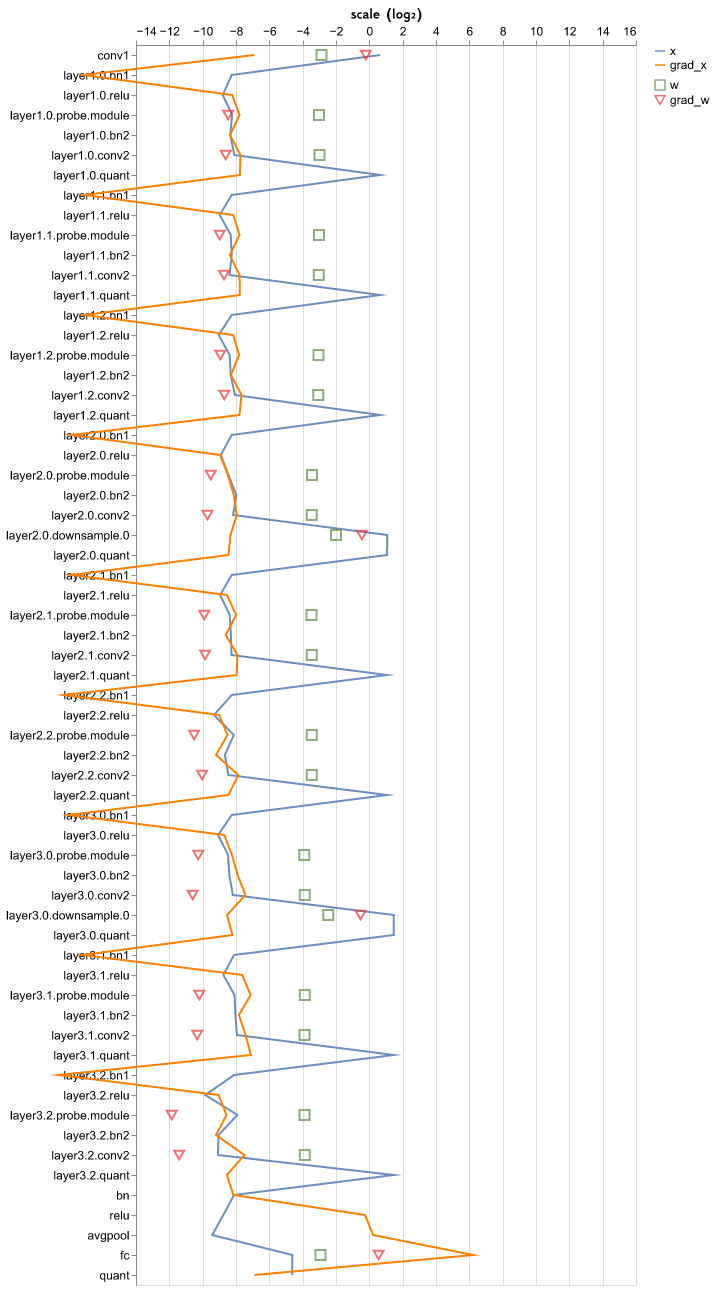 scale (log₂)
−14 −12 −10 −8 −6 −4 −2 0 2 4 6 8 10 12 14 16
x
grad_x
w
grad_w
conv1
layer1.0.bn1
layer1.0.relu
layer1.0.probe.module
layer1.0.bn2
layer1.0.conv2
layer1.0.quant
layer1.1.bn1
layer1.1.relu
layer1.1.probe.module
layer1.1.bn2
layer1.1.conv2
layer1.1.quant
layer1.2.bn1
layer1.2.relu
layer1.2.probe.module
layer1.2.bn2
layer1.2.conv2
layer1.2.quant
layer2.0.bn1
layer2.0.relu
layer2.0.probe.module
layer2.0.bn2
layer2.0.conv2
layer2.0.downsample.0
layer2.0.quant
layer2.1.bn1
layer2.1.relu
layer2.1.probe.module
layer2.1.bn2
layer2.1.conv2
layer2.1.quant
layer2.2.bn1
layer2.2.relu
layer2.2.probe.module
layer2.2.bn2
layer2.2.conv2
layer2.2.quant
layer3.0.bn1
layer3.0.relu
layer3.0.probe.module
layer3.0.bn2
layer3.0.conv2
layer3.0.downsample.0
layer3.0.quant
layer3.1.bn1
layer3.1.relu
layer3.1.probe.module
layer3.1.bn2
layer3.1.conv2
layer3.1.quant
layer3.2.bn1
layer3.2.relu
layer3.2.probe.module
layer3.2.bn2
layer3.2.conv2
layer3.2.quant
bn
relu
avgpool
fc
quant